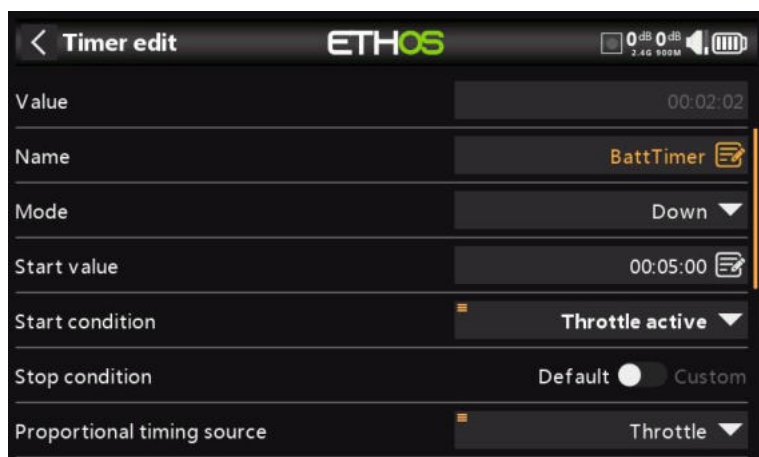 Timer edit ETHOS 0dB 0dB
2.4G 900M
Value 00:02:02
Name BattTimer
Mode Down
Start value 00:05:00
Start condition Throttle active
Stop condition Default Custom
Proportional timing source Throttle